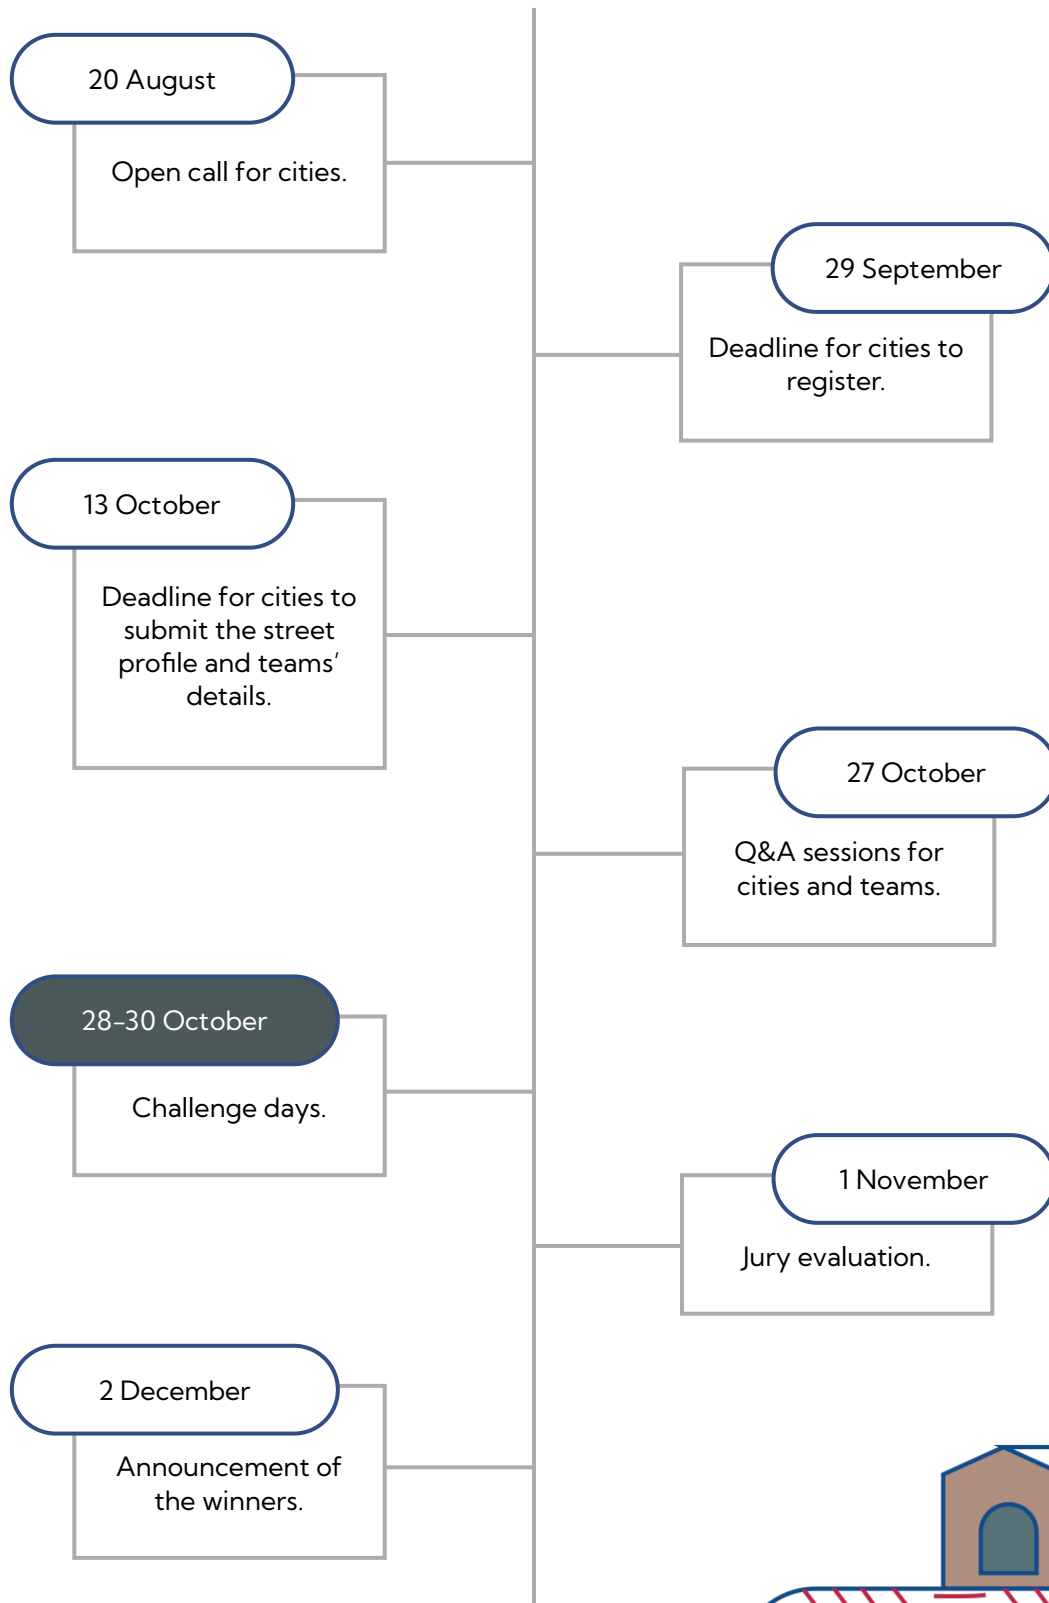 20 August
Open call for cities.
29 September
Deadline for cities to
register.
13 October
Deadline for cities to
submit the street
profile and teams’
details.
27 October
Q&A sessions for
cities and teams.
28–30 October
Challenge days.
1 November
Jury evaluation.
2 December
Announcement of
the winners.